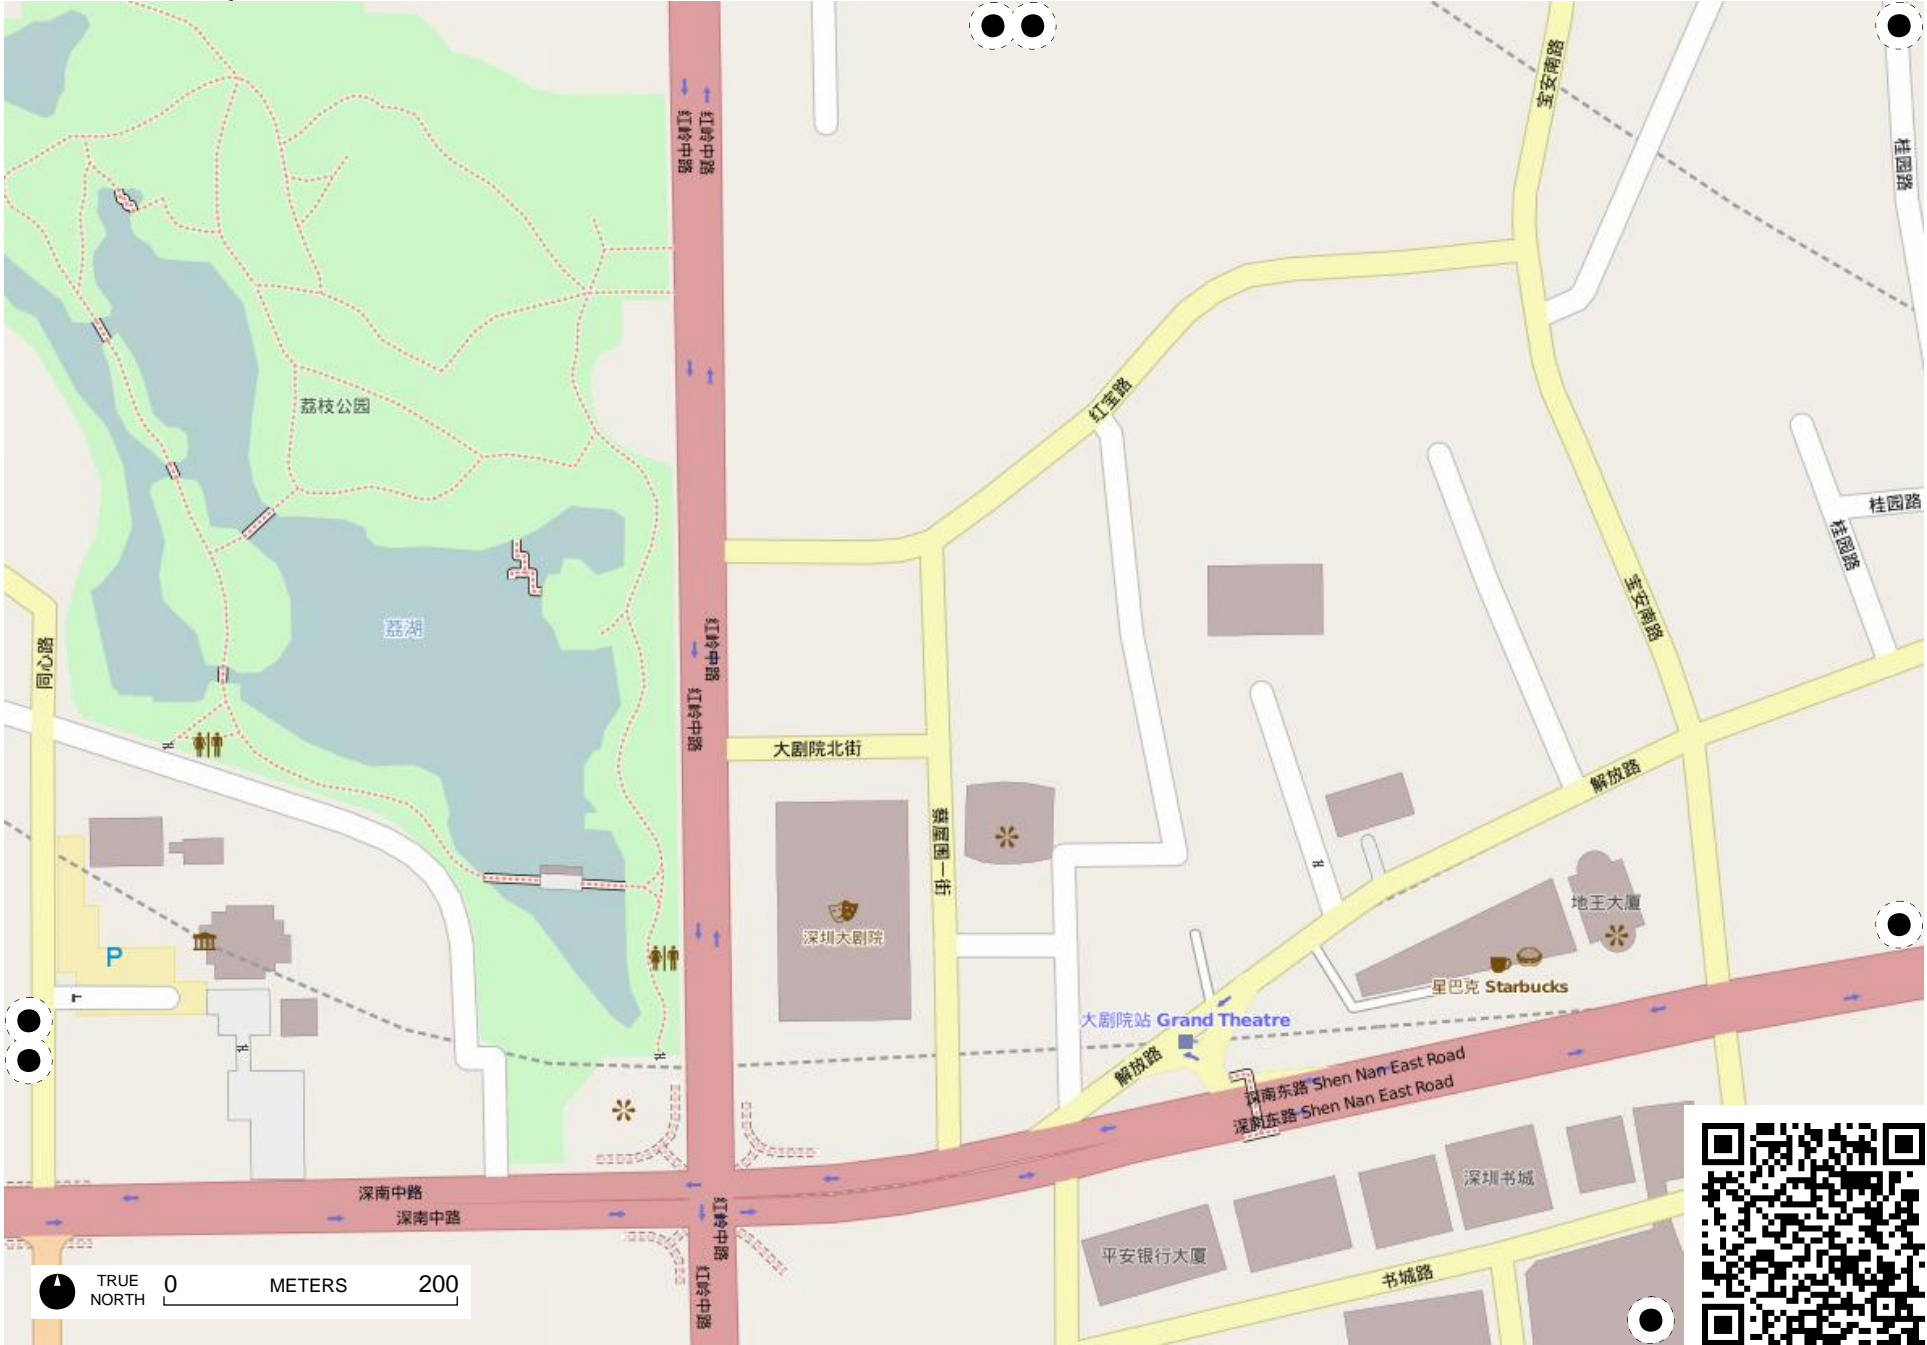 宝安南路
红岭中路
红岭中路
桂园路
红宝路
荔枝公园
桂园路
桂园路
宝安南路
荔湖
红岭中路
同心路
红岭中路
大剧院北街
解放路
蔡屋围一街
地王大厦
深圳大剧院
P
星巴克 Starbucks
大剧院站 Grand Theatre
解放路
深南东路 Shen Nan East Road
深南东路 Shen Nan East Road
深圳书城
深南中路
深南中路
红岭中路
平安银行大厦
书城路
红岭中路
TRUE NORTH
0 METERS 200